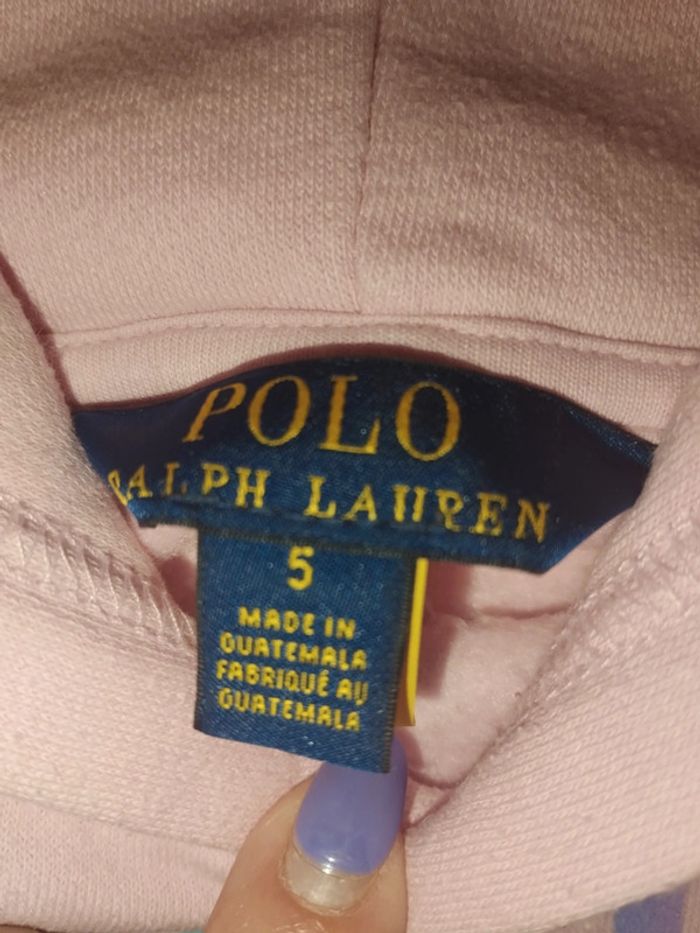 POLO
RALPH LAUREN
5
MADE IN
GUATEMALA
FABRIQUÉ AU
GUATEMALA